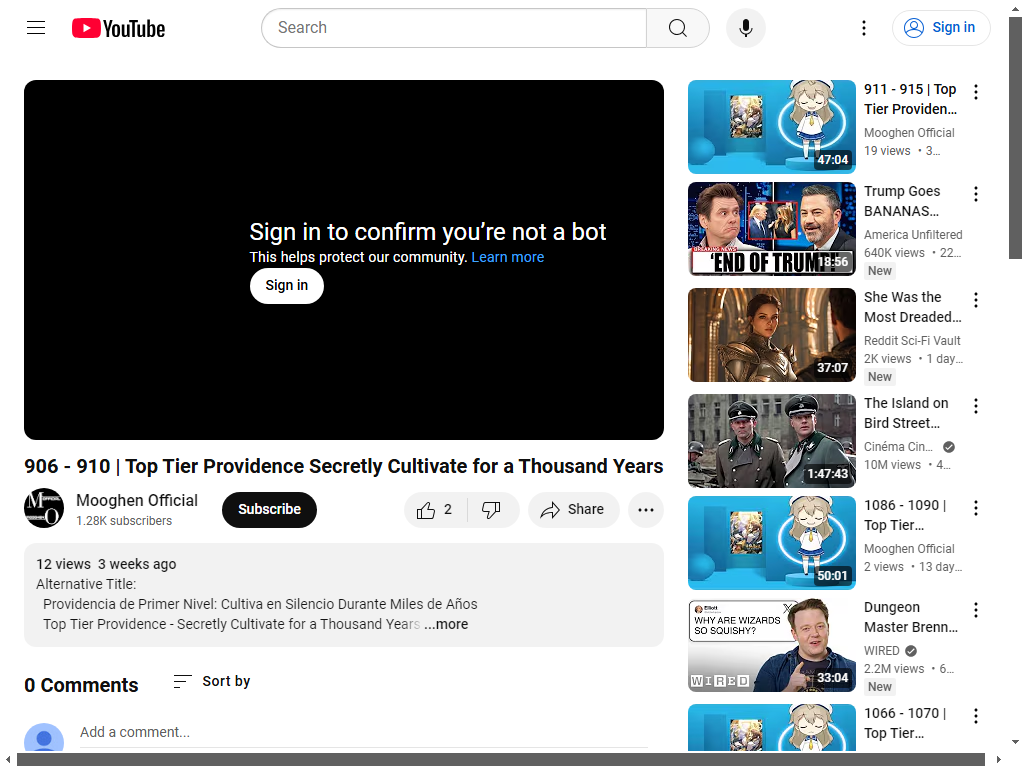 YouTube
Search
Sign in
Sign in to confirm you're not a bot
This helps protect our community. Learn more
Sign in
906 - 910 | Top Tier Providence Secretly Cultivate for a Thousand Years
Mooghen Official
1.28K subscribers
Subscribe
2
Share
12 views  3 weeks ago
Alternative Title:
Providencia de Primer Nivel: Cultiva en Silencio Durante Miles de Años
Top Tier Providence - Secretly Cultivate for a Thousand Years ...more
0 Comments
Sort by
Add a comment...
47:04
911 - 915 | Top
Tier Providen...
Mooghen Official
19 views • 3...
BREAKING NEWS
'END OF TRUMP!'
18:56
Trump Goes
BANANAS...
America Unfiltered
640K views • 22...
New
37:07
She Was the
Most Dreaded...
Reddit Sci-Fi Vault
2K views • 1 day...
New
1:47:43
The Island on
Bird Street...
Cinéma Cin...
10M views • 4...
50:01
1086 - 1090 |
Top Tier...
Mooghen Official
2 views • 13 day...
Elliott
WHY ARE WIZARDS
SO SQUISHY?
WIRED
33:04
Dungeon
Master Brenn...
WIRED
2.2M views • 6...
New
1066 - 1070 |
Top Tier...